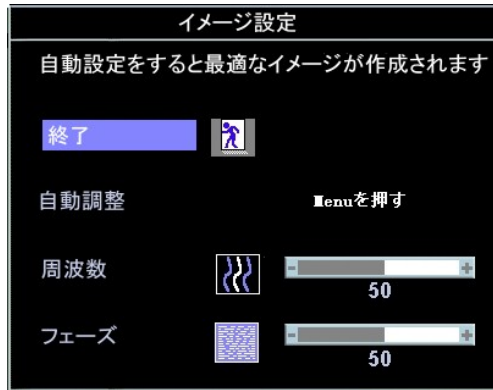 イメージ設定
自動設定をすると最適なイメージが作成されます
終了
自動調整 Menuを押す
周波数
- +
50
フェーズ
- +
50